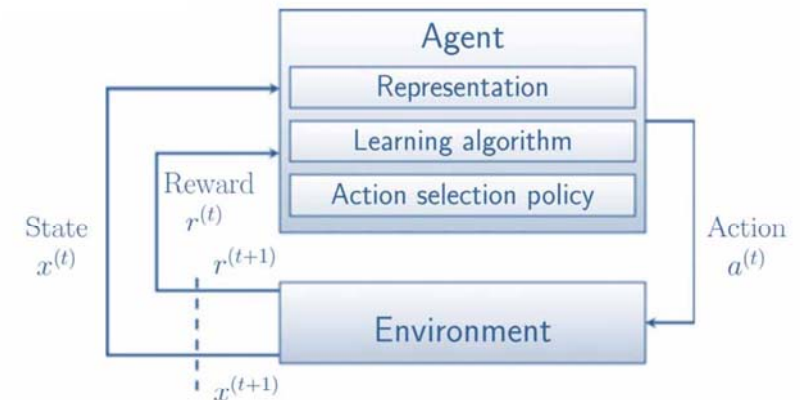 Agent
Representation
Learning algorithm
Action selection policy
Reward
r^(t)
State
x^(t)
r^(t+1)
Action
a^(t)
Environment
x^(t+1)